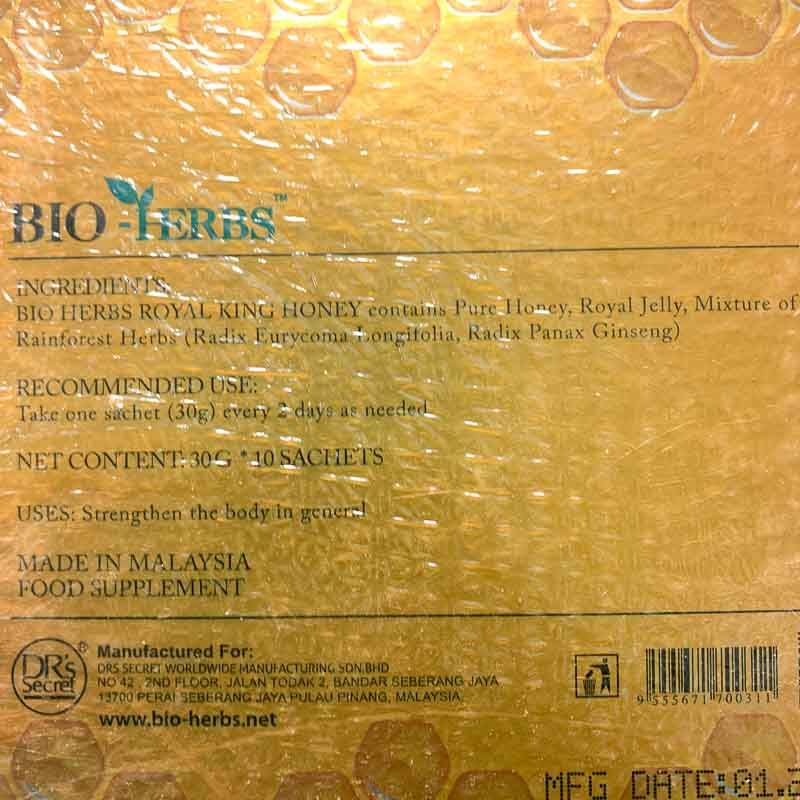 BIO-HERBS™
INGREDIENTS:
BIO HERBS ROYAL KING HONEY contains Pure Honey, Royal Jelly, Mixture of
Rainforest Herbs (Radix Eurycoma Longifolia, Radix Panax Ginseng)
RECOMMENDED USE:
Take one sachet (30g) every 2 days as needed
NET CONTENT: 30G * 10 SACHETS
USES: Strengthen the body in general
MADE IN MALAYSIA
FOOD SUPPLEMENT
DR's
Secret
®
Manufactured For:
DRS SECRET WORLDWIDE MANUFACTURING SDN.BHD
NO 42 , 2ND FLOOR, JALAN TODAK 2, BANDAR SEBERANG JAYA
13700 PERAI SEBERANG JAYA PULAU PINANG, MALAYSIA.
www.bio-herbs.net
9 555671 700311
MFG DATE:01.2